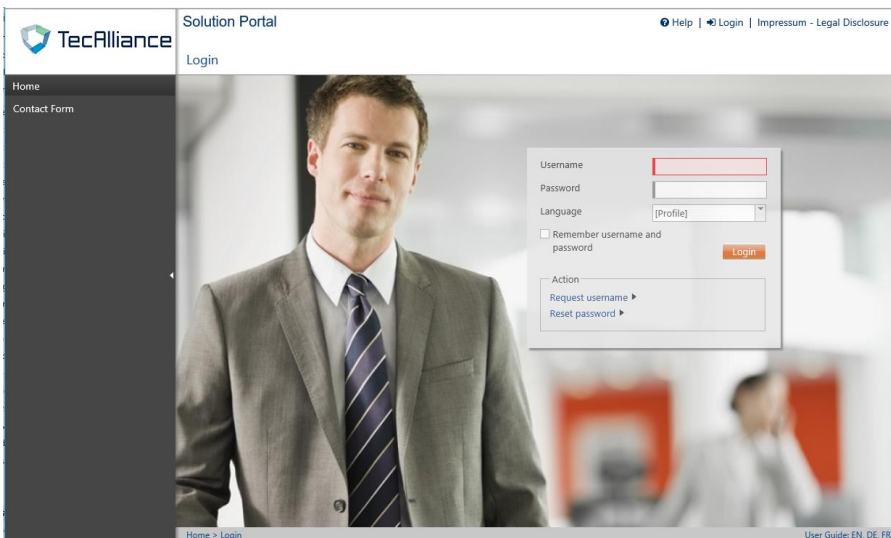 TecAlliance
Solution Portal
Help | Login | Impressum - Legal Disclosure
Login
Home
Contact Form
Username
Password
Language
[Profile]
Remember username and
password
Login
Action
Request username
Reset password
Home > Login
User Guide: EN, DE, FR